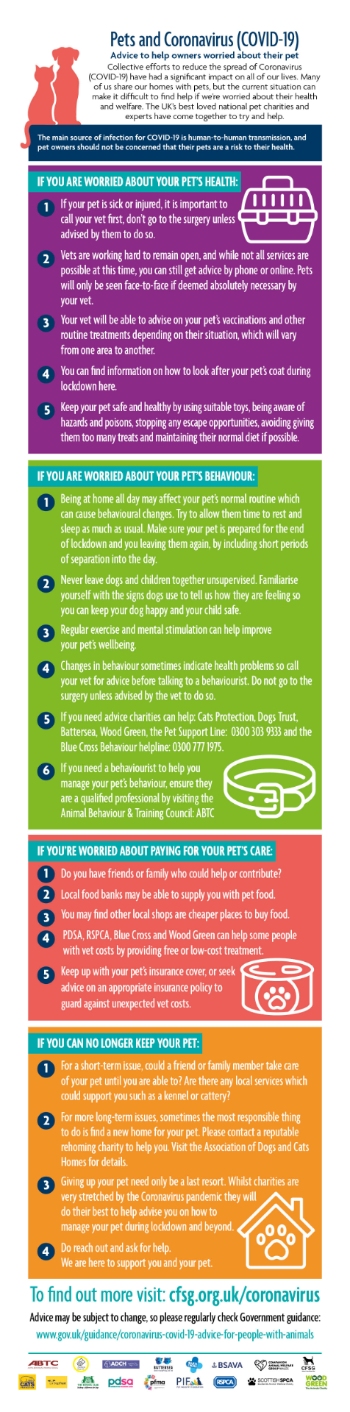 Pets and Coronavirus (COVID-19)
Advice to help owners worried about their pet
Collective efforts to reduce the spread of Coronavirus
(COVID-19) have had a significant impact on all of our lives. Many
of us share our homes with pets, but the current situation can
make it difficult to find help if we're worried about their health
and welfare. The UK's best loved national pet charities and
experts have come together to try and help.
The main source of infection for COVID-19 is human-to-human transmission, and
pet owners should not be concerned that their pets are a risk to their health.
IF YOU ARE WORRIED ABOUT YOUR PET'S HEALTH:
1 If your pet is sick or injured, it is important to
call your vet first, don't go to the surgery unless
advised by them to do so.
2 Vets are working hard to remain open, and while not all services are
possible at this time, you can still get advice by phone or online. Pets
will only be seen face-to-face if deemed absolutely necessary by
your vet.
3 Your vet will be able to advise on your pet's vaccinations and other
routine treatments depending on their situation, which will vary
from one area to another.
4 You can find information on how to look after your pet's coat during
lockdown here.
5 Keep your pet safe and healthy by using suitable toys, being aware of
hazards and poisons, stopping any escape opportunities, avoiding giving
them too many treats and maintaining their normal diet if possible.
IF YOU ARE WORRIED ABOUT YOUR PET'S BEHAVIOUR:
1 Being at home all day may affect your pet's normal routine which
can cause behavioural changes. Try to allow them time to rest and
sleep as much as usual. Make sure your pet is prepared for the end
of lockdown and you leaving them again, by including short periods
of separation into the day.
2 Never leave dogs and children together unsupervised. Familiarise
yourself with the signs dogs use to tell us how they are feeling so
you can keep your dog happy and your child safe.
3 Regular exercise and mental stimulation can help improve
your pet's wellbeing.
4 Changes in behaviour sometimes indicate health problems so call
your vet for advice before talking to a behaviourist. Do not go to the
surgery unless advised by the vet to do so.
5 If you need advice charities can help: Cats Protection, Dogs Trust,
Battersea, Wood Green, the Pet Support Line: 0300 303 9333 and the
Blue Cross Behaviour helpline: 0300 777 1975.
6 If you need a behaviourist to help you
manage your pet's behaviour, ensure they
are a qualified professional by visiting the
Animal Behaviour & Training Council: ABTC
IF YOU'RE WORRIED ABOUT PAYING FOR YOUR PET'S CARE:
1 Do you have friends or family who could help or contribute?
2 Local food banks may be able to supply you with pet food.
3 You may find other local shops are cheaper places to buy food.
4 PDSA, RSPCA, Blue Cross and Wood Green can help some people
with vet costs by providing free or low-cost treatment.
5 Keep up with your pet's insurance cover, or seek
advice on an appropriate insurance policy to
guard against unexpected vet costs.
IF YOU CAN NO LONGER KEEP YOUR PET:
1 For a short-term issue, could a friend or family member take care
of your pet until you are able to? Are there any local services which
could support you such as a kennel or cattery?
2 For more long-term issues, sometimes the most responsible thing
to do is find a new home for your pet. Please contact a reputable
rehoming charity to help you. Visit the Association of Dogs and Cats
Homes for details.
3 Giving up your pet need only be a last resort. Whilst charities are
very stretched by the Coronavirus pandemic they will
do their best to help advise you on how to
manage your pet during lockdown and beyond.
4 Do reach out and ask for help.
We are here to support you and your pet.
To find out more visit: cfsg.org.uk/coronavirus
Advice may be subject to change, so please regularly check Government guidance:
www.gov.uk/guidance/coronavirus-covid-19-advice-for-people-with-animals
ABTC ADCH BSAVA CFSG
CATS pdsa pfma PIF RSPCA SCOTTISHSPCA WOOD
GREEN